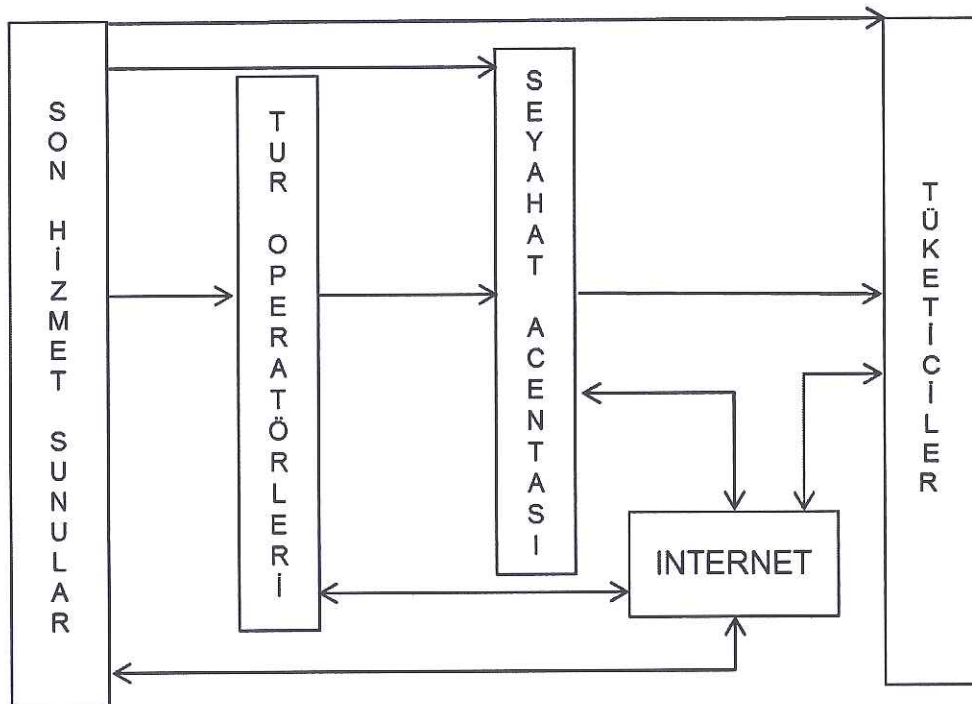 SON HİZMET SUNULAR
TUR OPERATÖRLERİ
SEYAHAT ACENTASI
INTERNET
TÜKETİCİLER